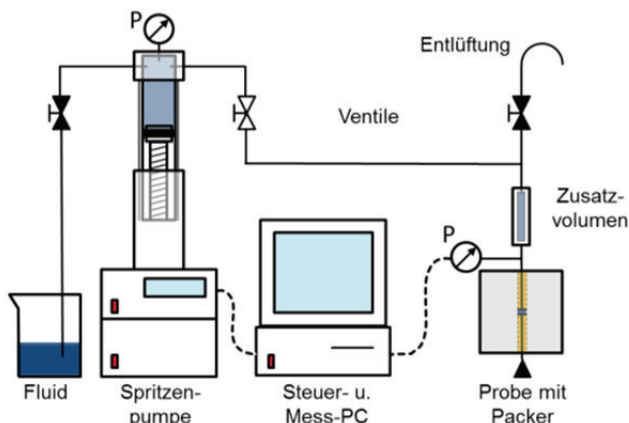 P
Entlüftung
Ventile
Zusatz-
volumen
P
Fluid
Spritzen-
pumpe
Steuer- u.
Mess-PC
Probe mit
Packer